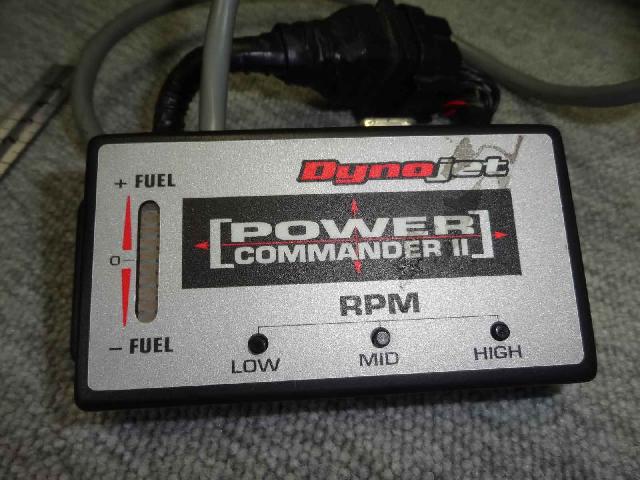 Dynojet
+ FUEL
[POWER]
COMMANDER II
0
RPM
- FUEL
LOW MID HIGH